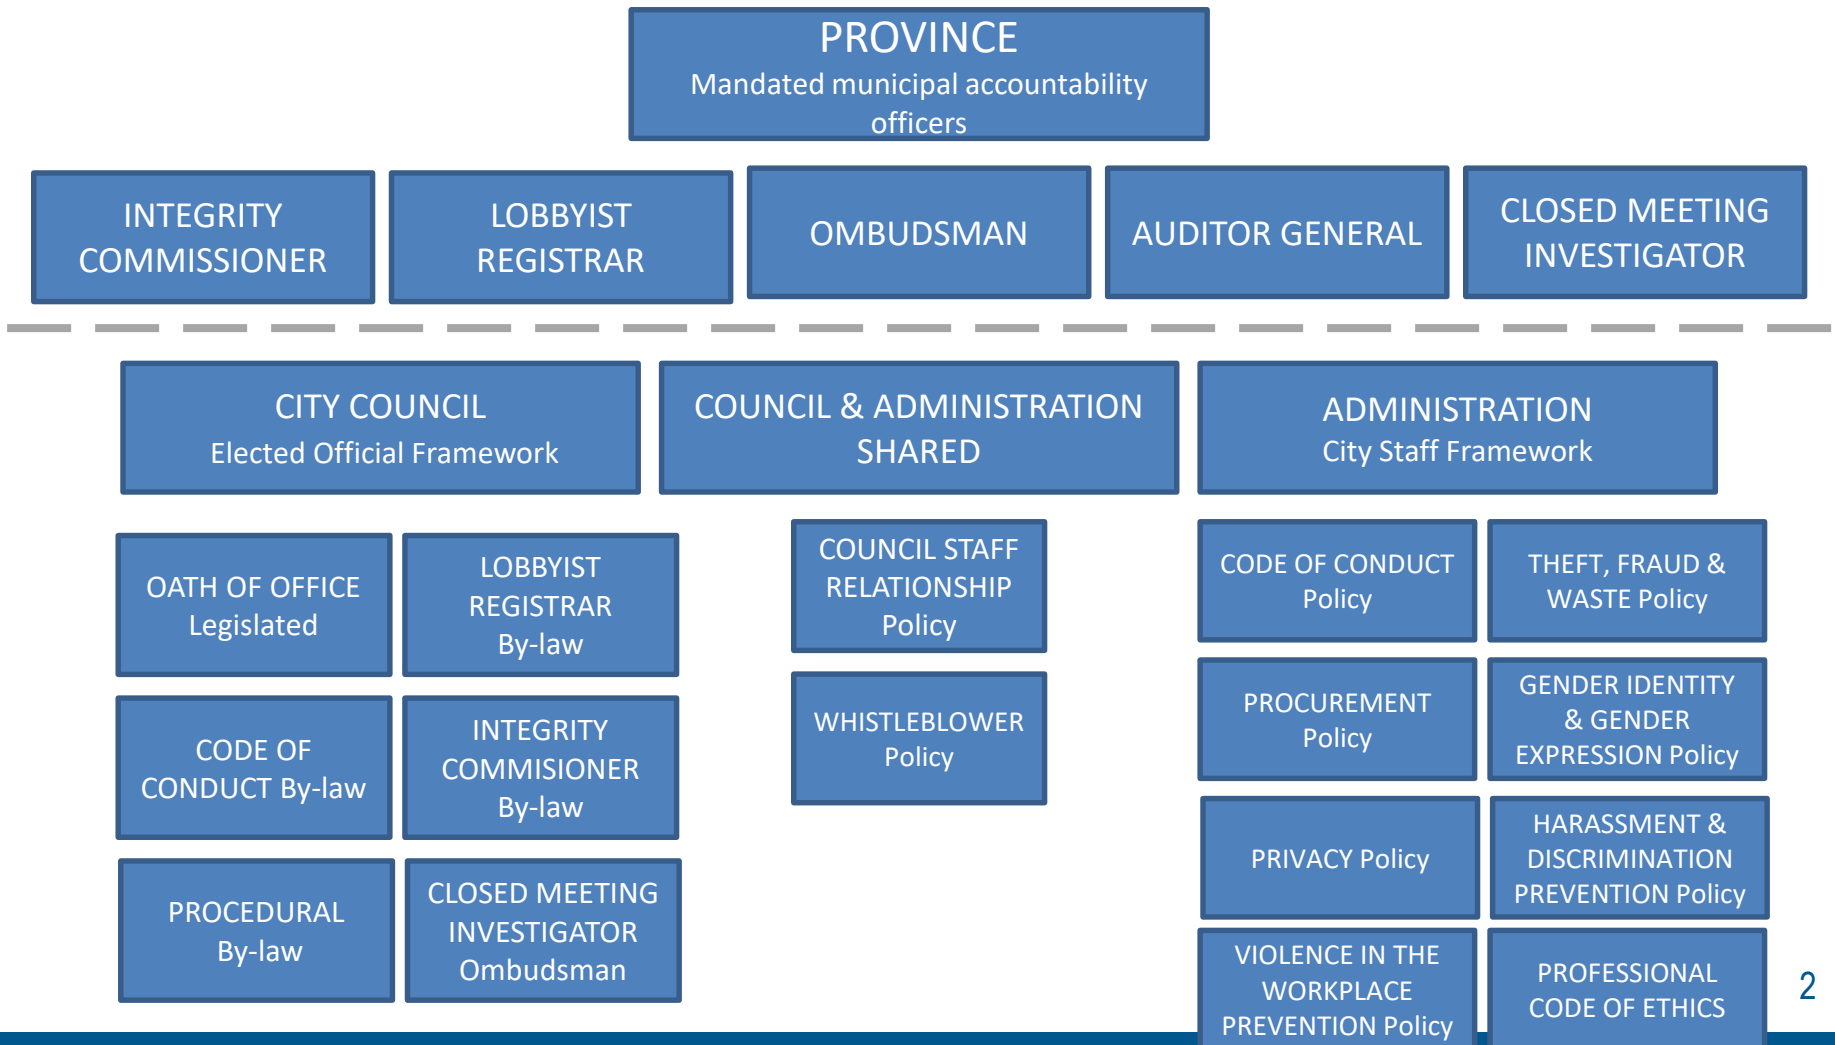 PROVINCE
Mandated municipal accountability
officers
INTEGRITY
COMMISSIONER
LOBBYIST
REGISTRAR
OMBUDSMAN
AUDITOR GENERAL
CLOSED MEETING
INVESTIGATOR
CITY COUNCIL
Elected Official Framework
COUNCIL & ADMINISTRATION
SHARED
ADMINISTRATION
City Staff Framework
OATH OF OFFICE
Legislated
LOBBYIST
REGISTRAR
By-law
CODE OF
CONDUCT By-law
INTEGRITY
COMMISIONER
By-law
PROCEDURAL
By-law
CLOSED MEETING
INVESTIGATOR
Ombudsman
COUNCIL STAFF
RELATIONSHIP
Policy
WHISTLEBLOWER
Policy
CODE OF CONDUCT
Policy
THEFT, FRAUD &
WASTE Policy
PROCUREMENT
Policy
GENDER IDENTITY
& GENDER
EXPRESSION Policy
PRIVACY Policy
HARASSMENT &
DISCRIMINATION
PREVENTION Policy
VIOLENCE IN THE
WORKPLACE
PREVENTION Policy
PROFESSIONAL
CODE OF ETHICS
2